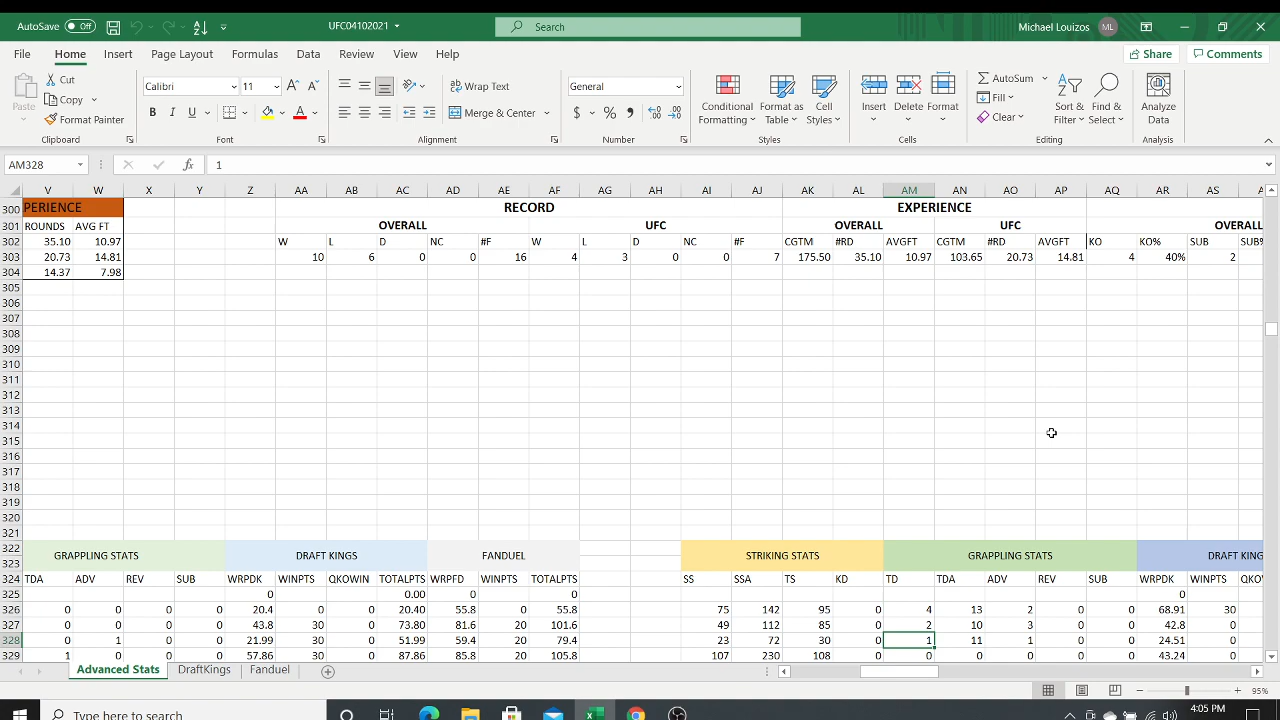 AutoSave Off UFC04102021 Search Michael Louizos ML
File Home Insert Page Layout Formulas Data Review View Help Share Comments
Paste Cut Copy Format Painter Clipboard
Calibri 11 B I U A Font
Wrap Text Merge & Center Alignment
General $ % , Number
Conditional Formatting Format as Table Cell Styles Styles
Insert Delete Format Cells
AutoSum Fill Clear Sort & Filter Find & Select Editing
Analyze Data Analysis
AM328 fx 1
V W X Y Z AA AB AC AD AE AF AG AH AI AJ AK AL AM AN AO AP AQ AR AS
300 PERIENCE RECORD EXPERIENCE
301 ROUNDS AVG FT OVERALL UFC OVERALL UFC OVERALL
302 35.10 10.97 W L D NC #F W L D NC #F CGTM #RD AVGFT CGTM #RD AVGFT KO KO% SUB SUB%
303 20.73 14.81 10 6 0 0 16 4 3 0 0 7 175.50 35.10 10.97 103.65 20.73 14.81 4 40% 2
304 14.37 7.98
305
306
307
308
309
310
311
312
313
314
315
316
317
318
319
320
321
322 GRAPPLING STATS DRAFT KINGS FANDUEL STRIKING STATS GRAPPLING STATS DRAFT KING
323
324 TDA ADV REV SUB WRPDK WINPTS QKOWIN TOTALPTS WRPFD WINPTS TOTALPTS SS SSA TS KD TD TDA ADV REV SUB WRPDK WINPTS QKO
325 0 0.00 0 0 0
326 0 0 0 0 20.4 0 0 20.40 55.8 0 55.8 75 142 95 0 4 13 2 0 0 68.91 30
327 0 0 0 0 43.8 30 0 73.80 81.6 20 101.6 49 112 85 0 2 10 3 0 0 42.8 0
328 0 1 0 0 21.99 30 0 51.99 59.4 20 79.4 23 72 30 0 1 11 1 0 0 24.51 0
329 1 0 0 0 57.86 30 0 87.86 85.8 20 105.8 107 230 108 0 0 0 0 0 0 43.24 0
Advanced Stats DraftKings Fanduel
95%
Type here to search 4:05 PM